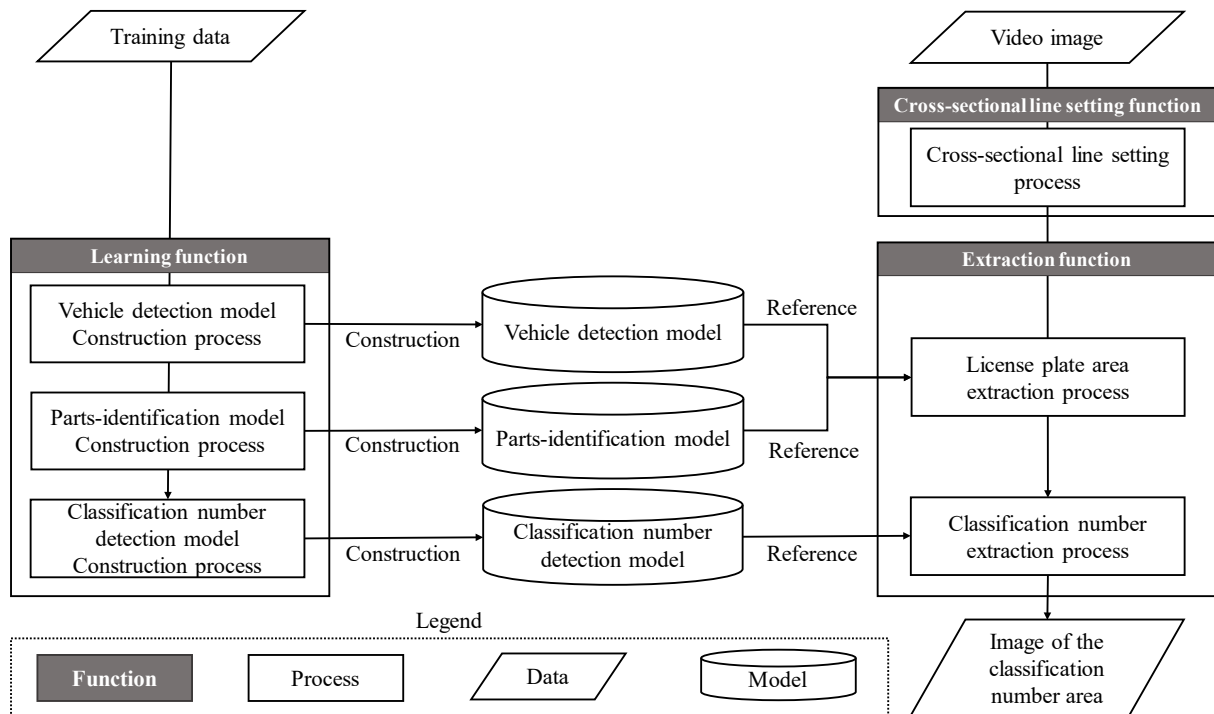 Training data
Video image
Cross-sectional line setting function
Cross-sectional line setting
process
Learning function
Vehicle detection model
Construction process
Construction
Vehicle detection model
Reference
Parts-identification model
Construction process
Construction
Parts-identification model
Reference
Classification number
detection model
Construction process
Construction
Classification number
detection model
Reference
Extraction function
License plate area
extraction process
Classification number
extraction process
Image of the
classification
number area
Legend
Function
Process
Data
Model